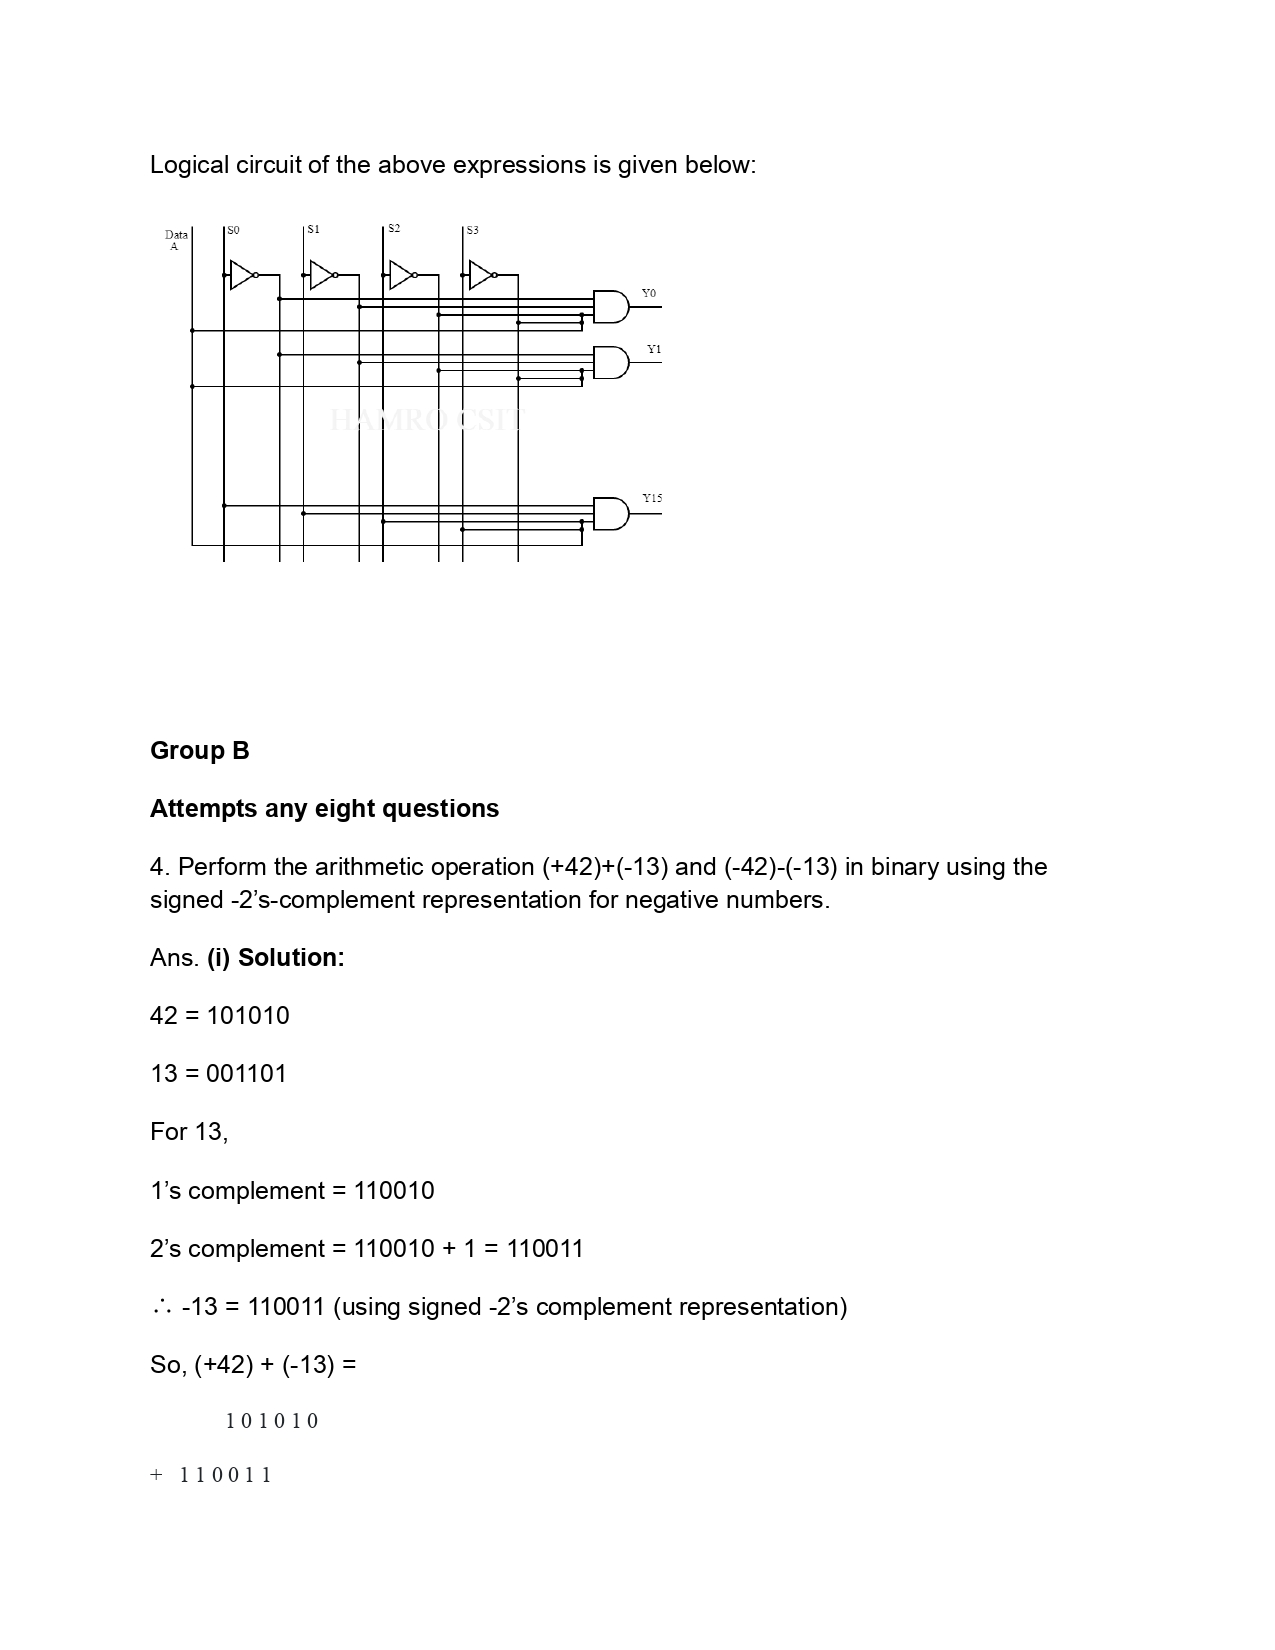 Logical circuit of the above expressions is given below:
Data
A
S0
S1
S2
S3
Y0
Y1
HAMRO CSIT
Y15
Group B
Attempts any eight questions
4. Perform the arithmetic operation (+42)+(-13) and (-42)-(-13) in binary using the
signed -2’s-complement representation for negative numbers.
Ans. (i) Solution:
42 = 101010
13 = 001101
For 13,
1’s complement = 110010
2’s complement = 110010 + 1 = 110011
∴ -13 = 110011 (using signed -2’s complement representation)
So, (+42) + (-13) =
1 0 1 0 1 0
+ 1 1 0 0 1 1